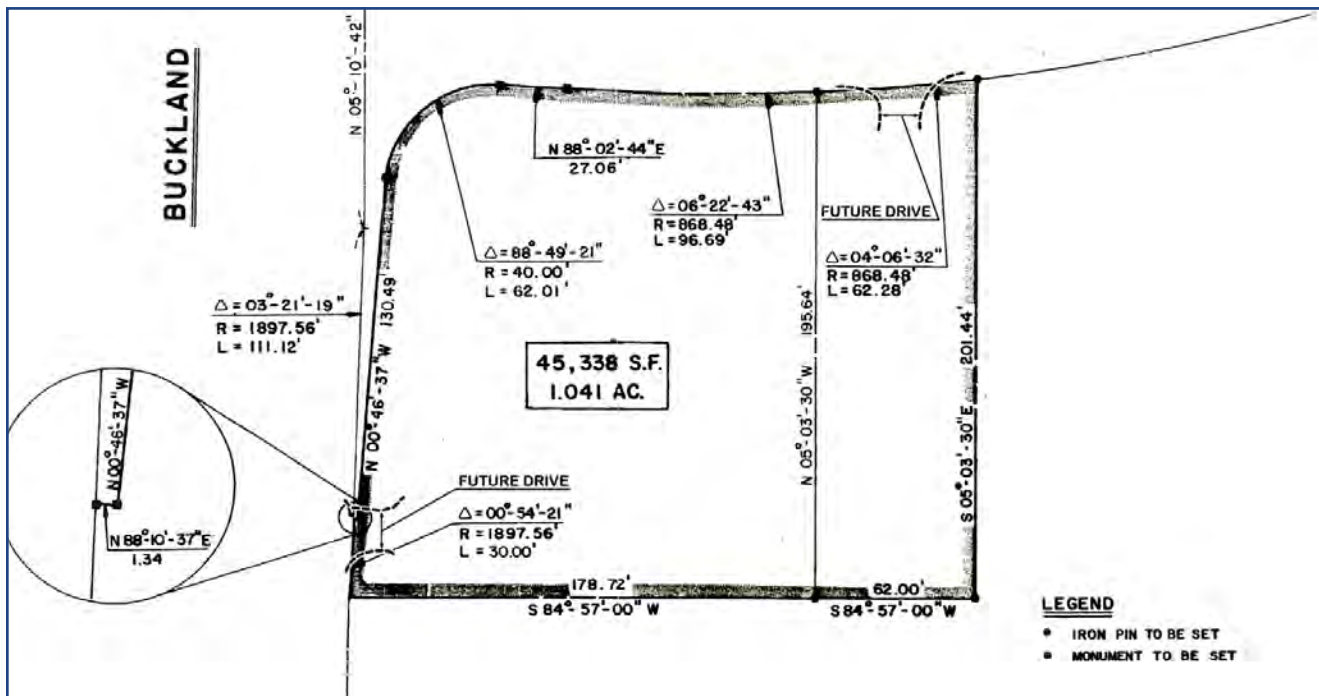 BUCKLAND
N 05°-10'-42"
N 88°-02'-44"E
27.06'
Δ = 06°-22'-43"
R = 868.48'
L = 96.69'
FUTURE DRIVE
Δ = 04°-06'-32"
R = 868.48'
L = 62.28'
Δ = 88°-49'-21"
R = 40.00'
L = 62.01'
Δ = 03°-21'-19"
R = 1897.56'
L = 111.12'
N 00°-46'-37"W 130.49'
45,338 S.F.
1.041 AC.
N 05°-03'-30"W 195.64'
S 05°-03'-30"E 201.44'
N 00°-46'-37"W
N 88°-10'-37"E
1.34
FUTURE DRIVE
Δ = 00°-54'-21"
R = 1897.56'
L = 30.00'
178.72'
S 84°-57'-00"W
62.00'
S 84°-57'-00"W
LEGEND
IRON PIN TO BE SET
MONUMENT TO BE SET